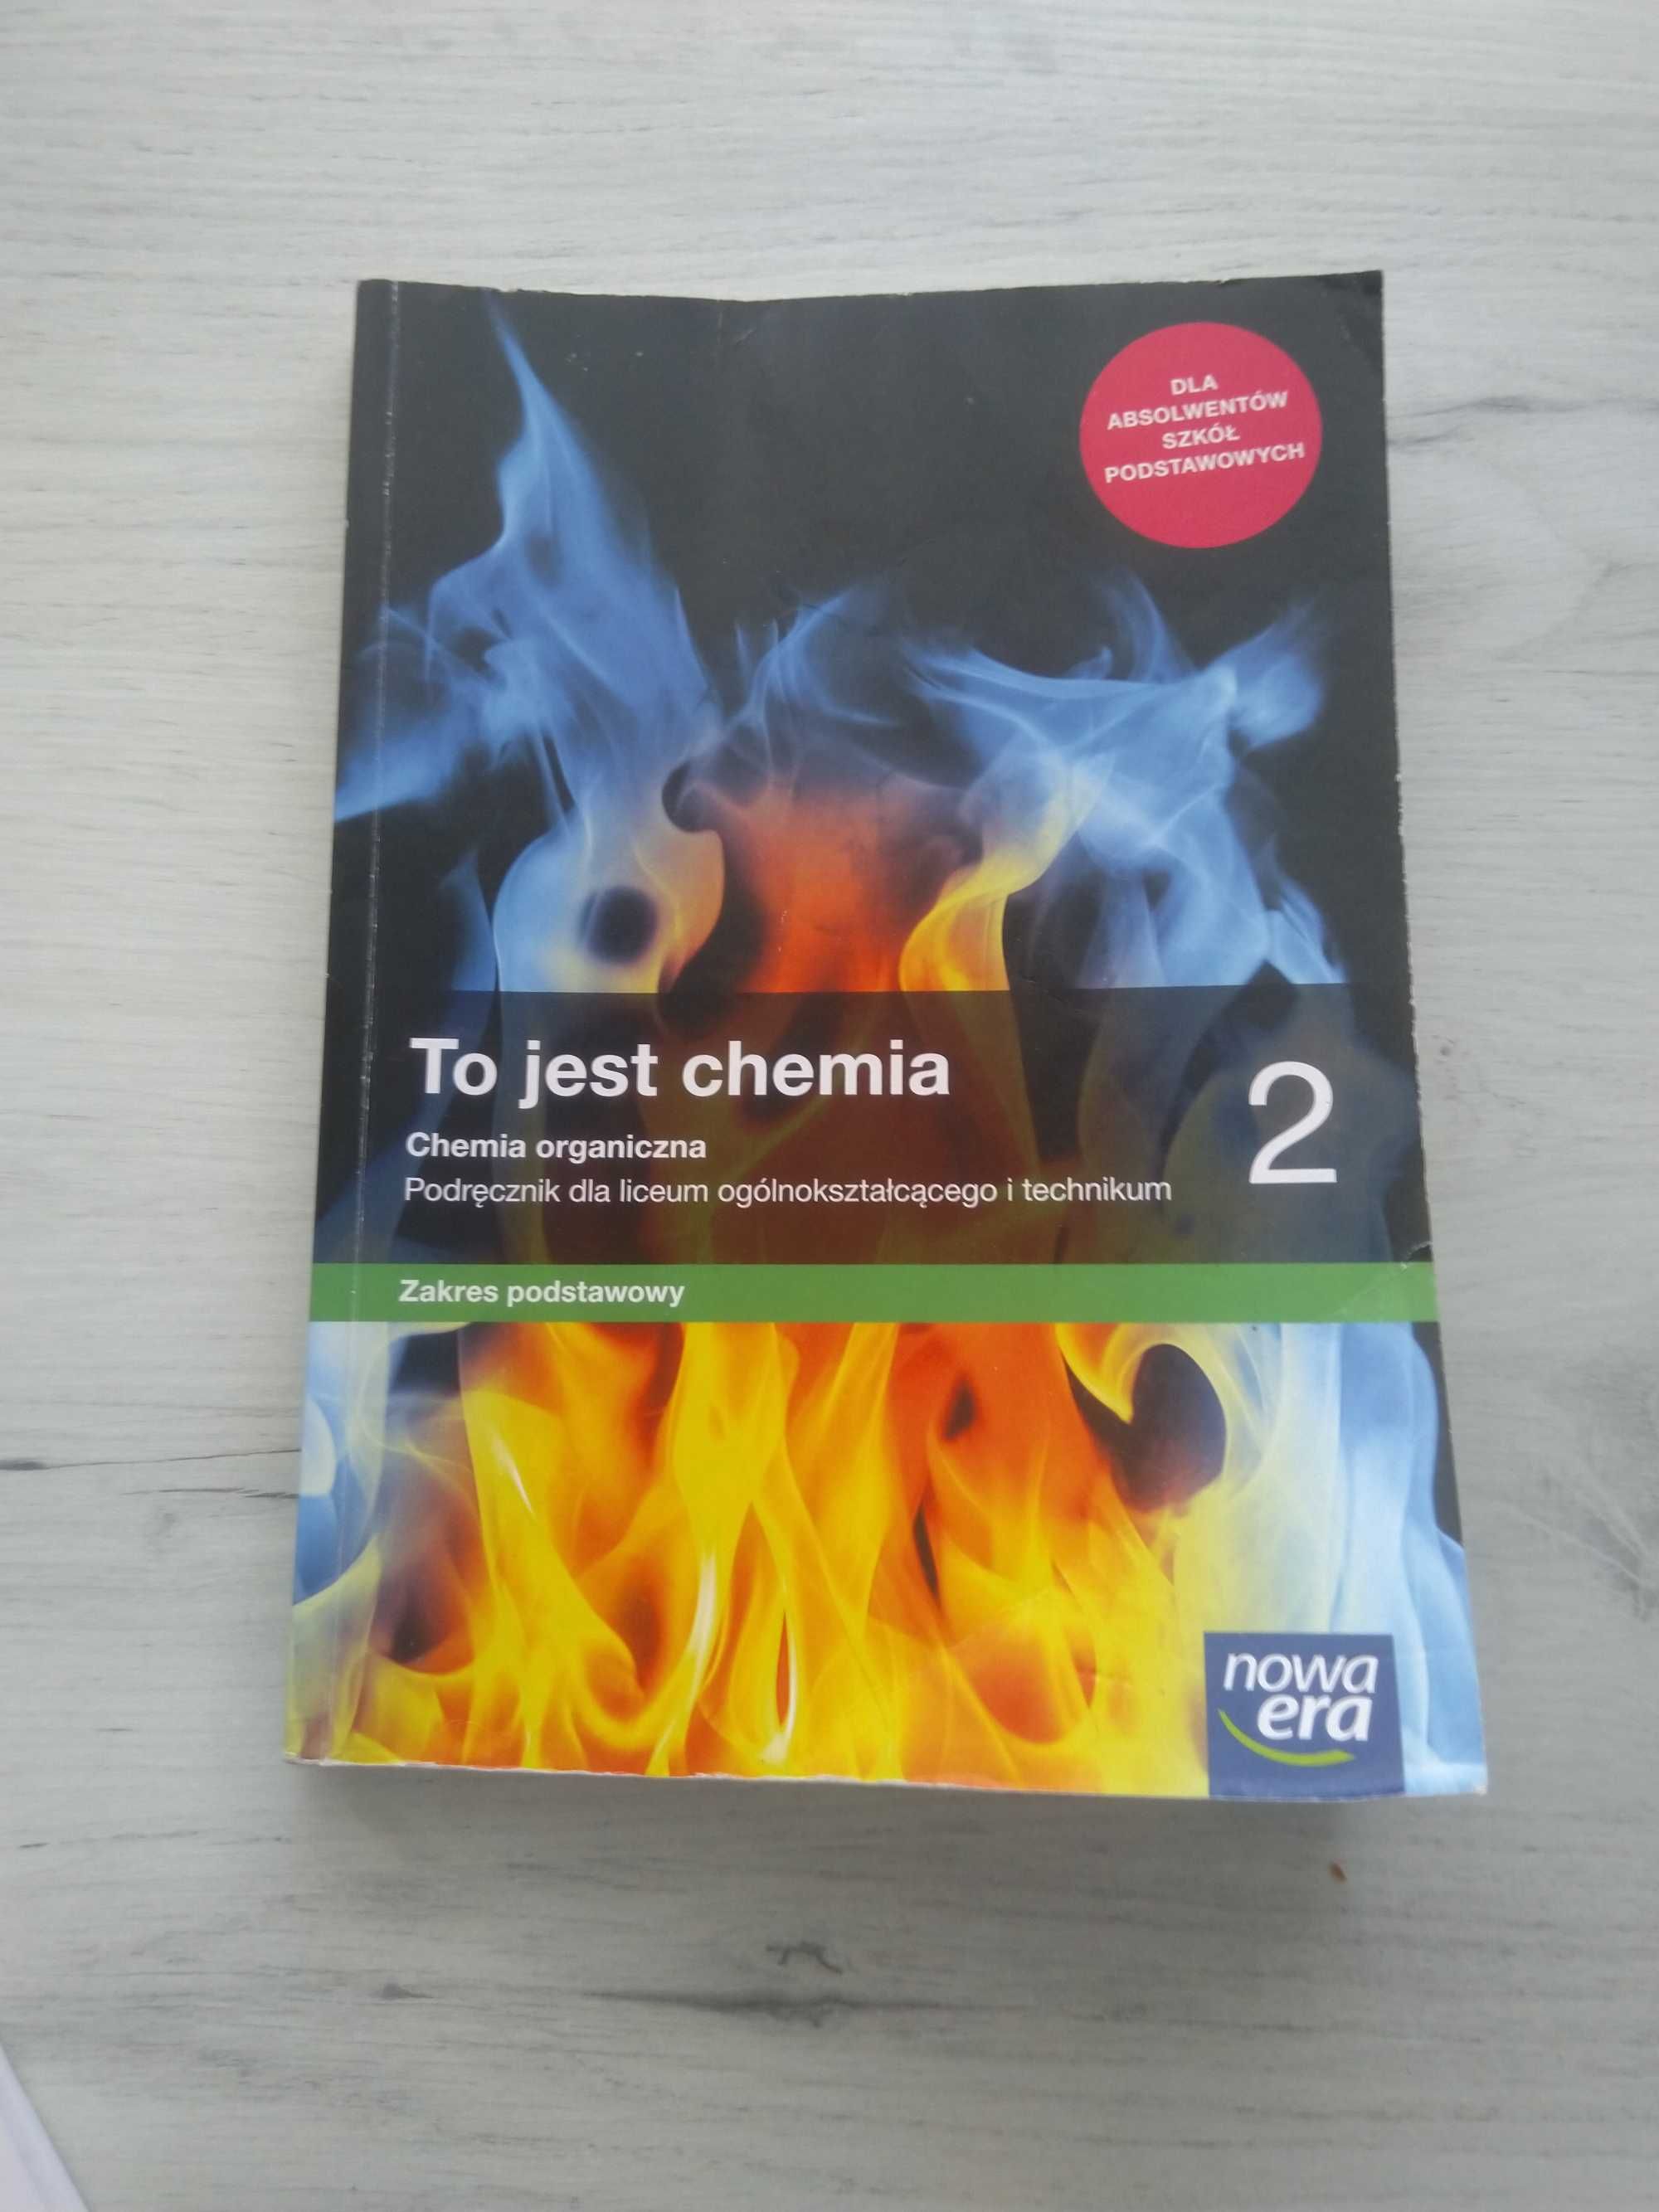 DLA
ABSOLWENTÓW
SZKÓŁ
PODSTAWOWYCH
To jest chemia
2
Chemia organiczna
Podręcznik dla liceum ogólnokształcącego i technikum
Zakres podstawowy
nowa
era